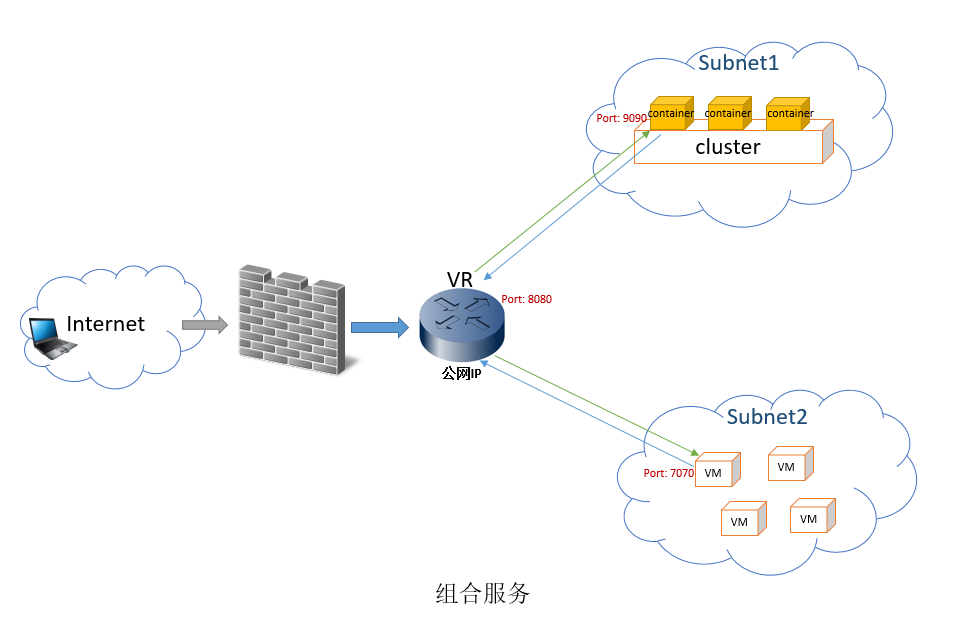 Subnet1
container container container
Port: 9090
cluster
VR
Port: 8080
Internet
公网IP
Subnet2
VM
VM
Port: 7070
VM
VM
组合服务